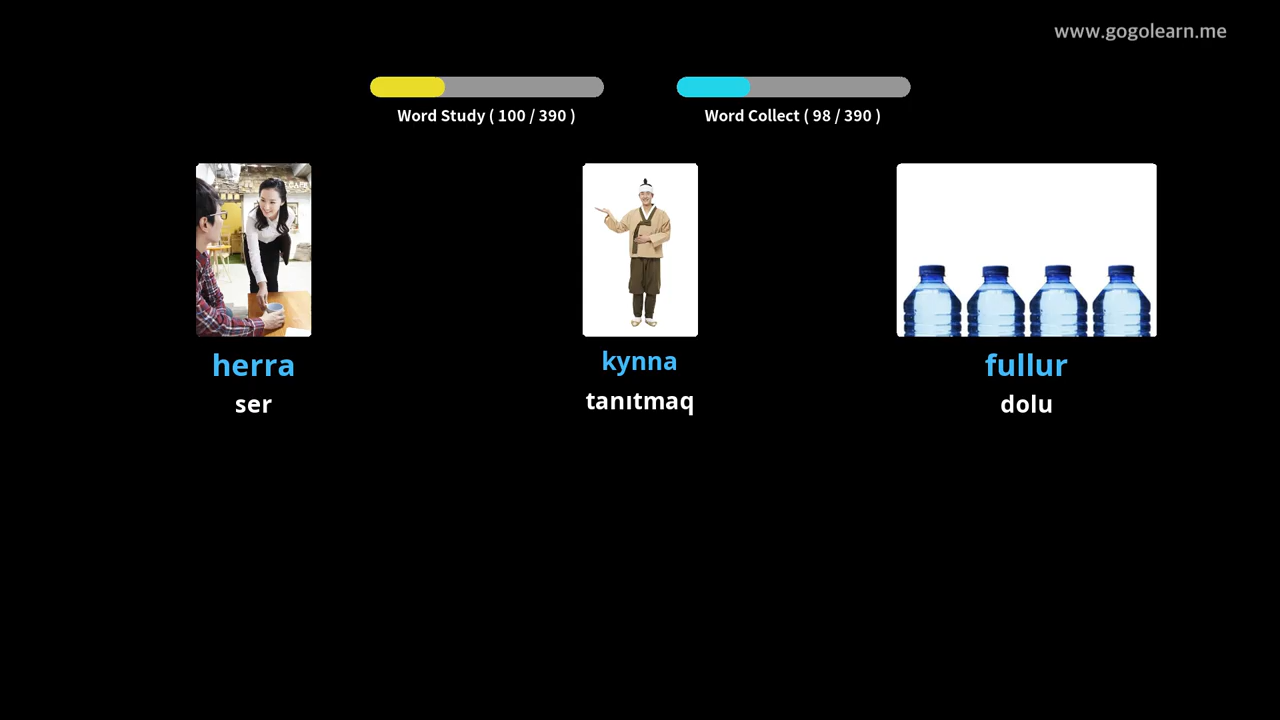 www.gogolearn.me
Word Study ( 100 / 390 )
Word Collect ( 98 / 390 )
herra
kynna
fullur
ser
tanıtmaq
dolu